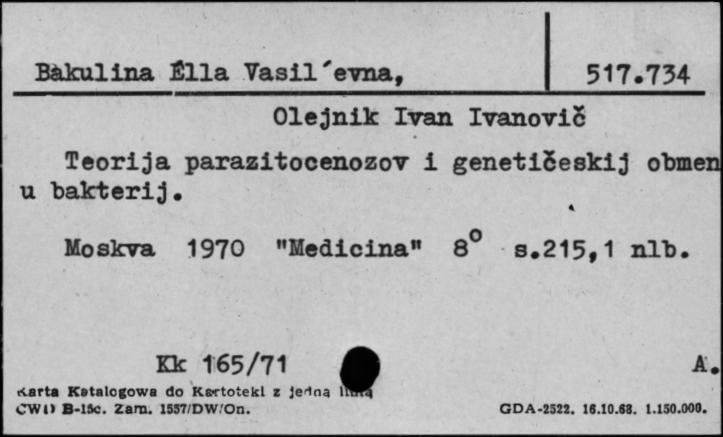 Bakulina Élla Vasil´evna,
517.734
Olejnik Ivan Ivanovič
Teorija parazitocenozov i genetičeskij obmen
u bakterij.
Moskva 1970 "Medicina" 8° s.215,1 nlb.
Kk 165/71
A.
Karta Katalogowa do Kartoteki z jedną linią
CWD B-15c. Zam. 1557/DW/On.
GDA-2522. 16.10.68. 1.150.000.